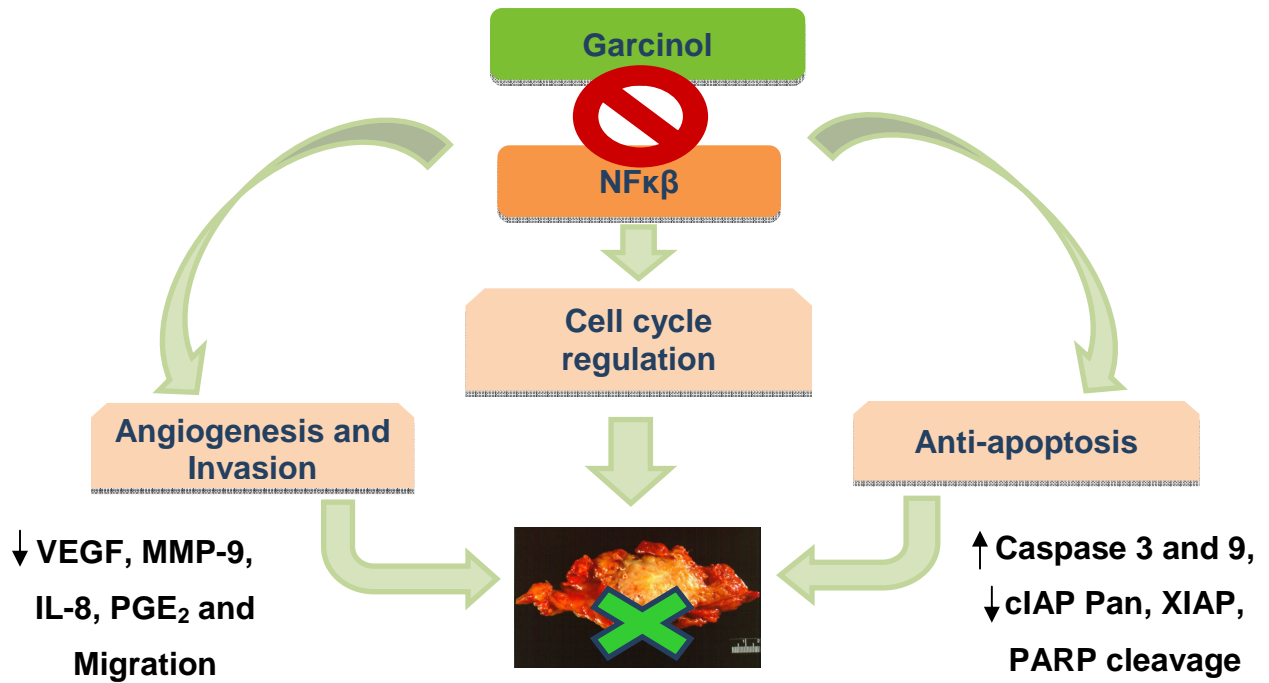 Garcinol
NFκβ
Cell cycle
regulation
Angiogenesis and
Invasion
Anti-apoptosis
↓ VEGF, MMP-9,
IL-8, PGE₂ and
Migration
↑ Caspase 3 and 9,
↓ cIAP Pan, XIAP,
PARP cleavage